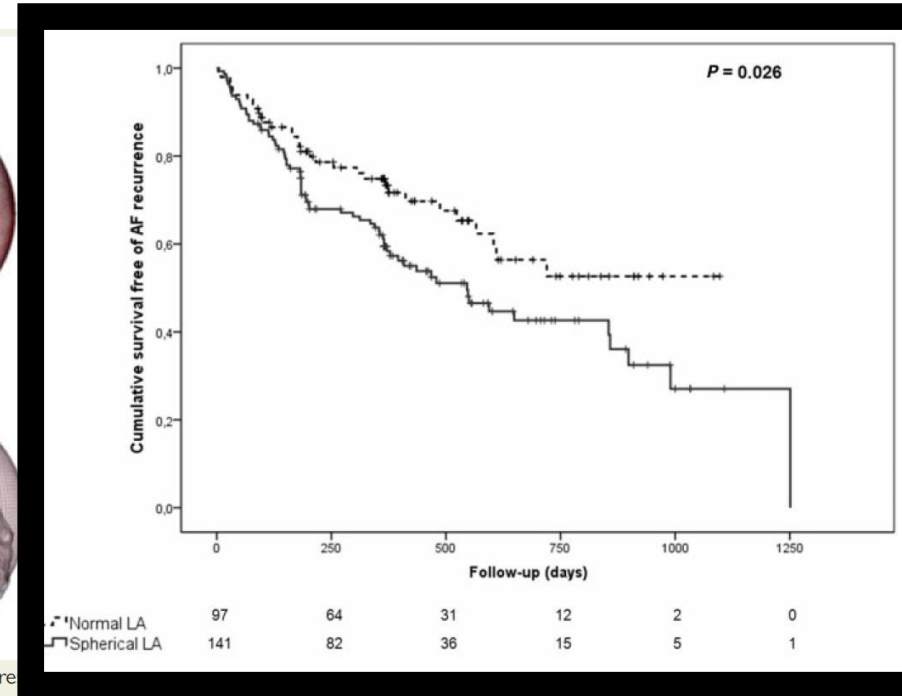 P = 0.026
Cumulative survival free of AF recurrence
1,0
0,8
0,6
0,4
0,2
0,0
0 250 500 750 1000 1250
Follow-up (days)
Normal LA 97 64 31 12 2 0
Spherical LA 141 82 36 15 5 1
re